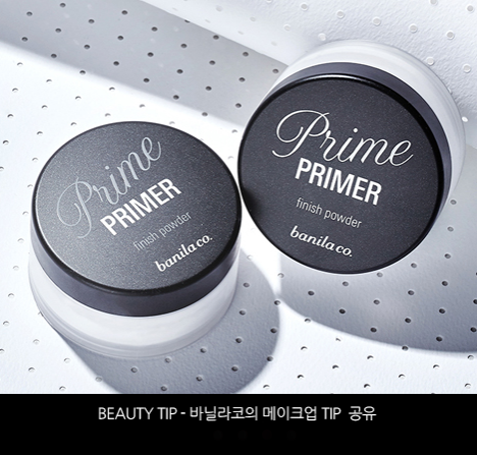 Prime
PRIMER
finish powder
banila co.
Prime
PRIMER
finish powder
banila co.
BEAUTY TIP - 바닐라코의 메이크업 TIP 공유